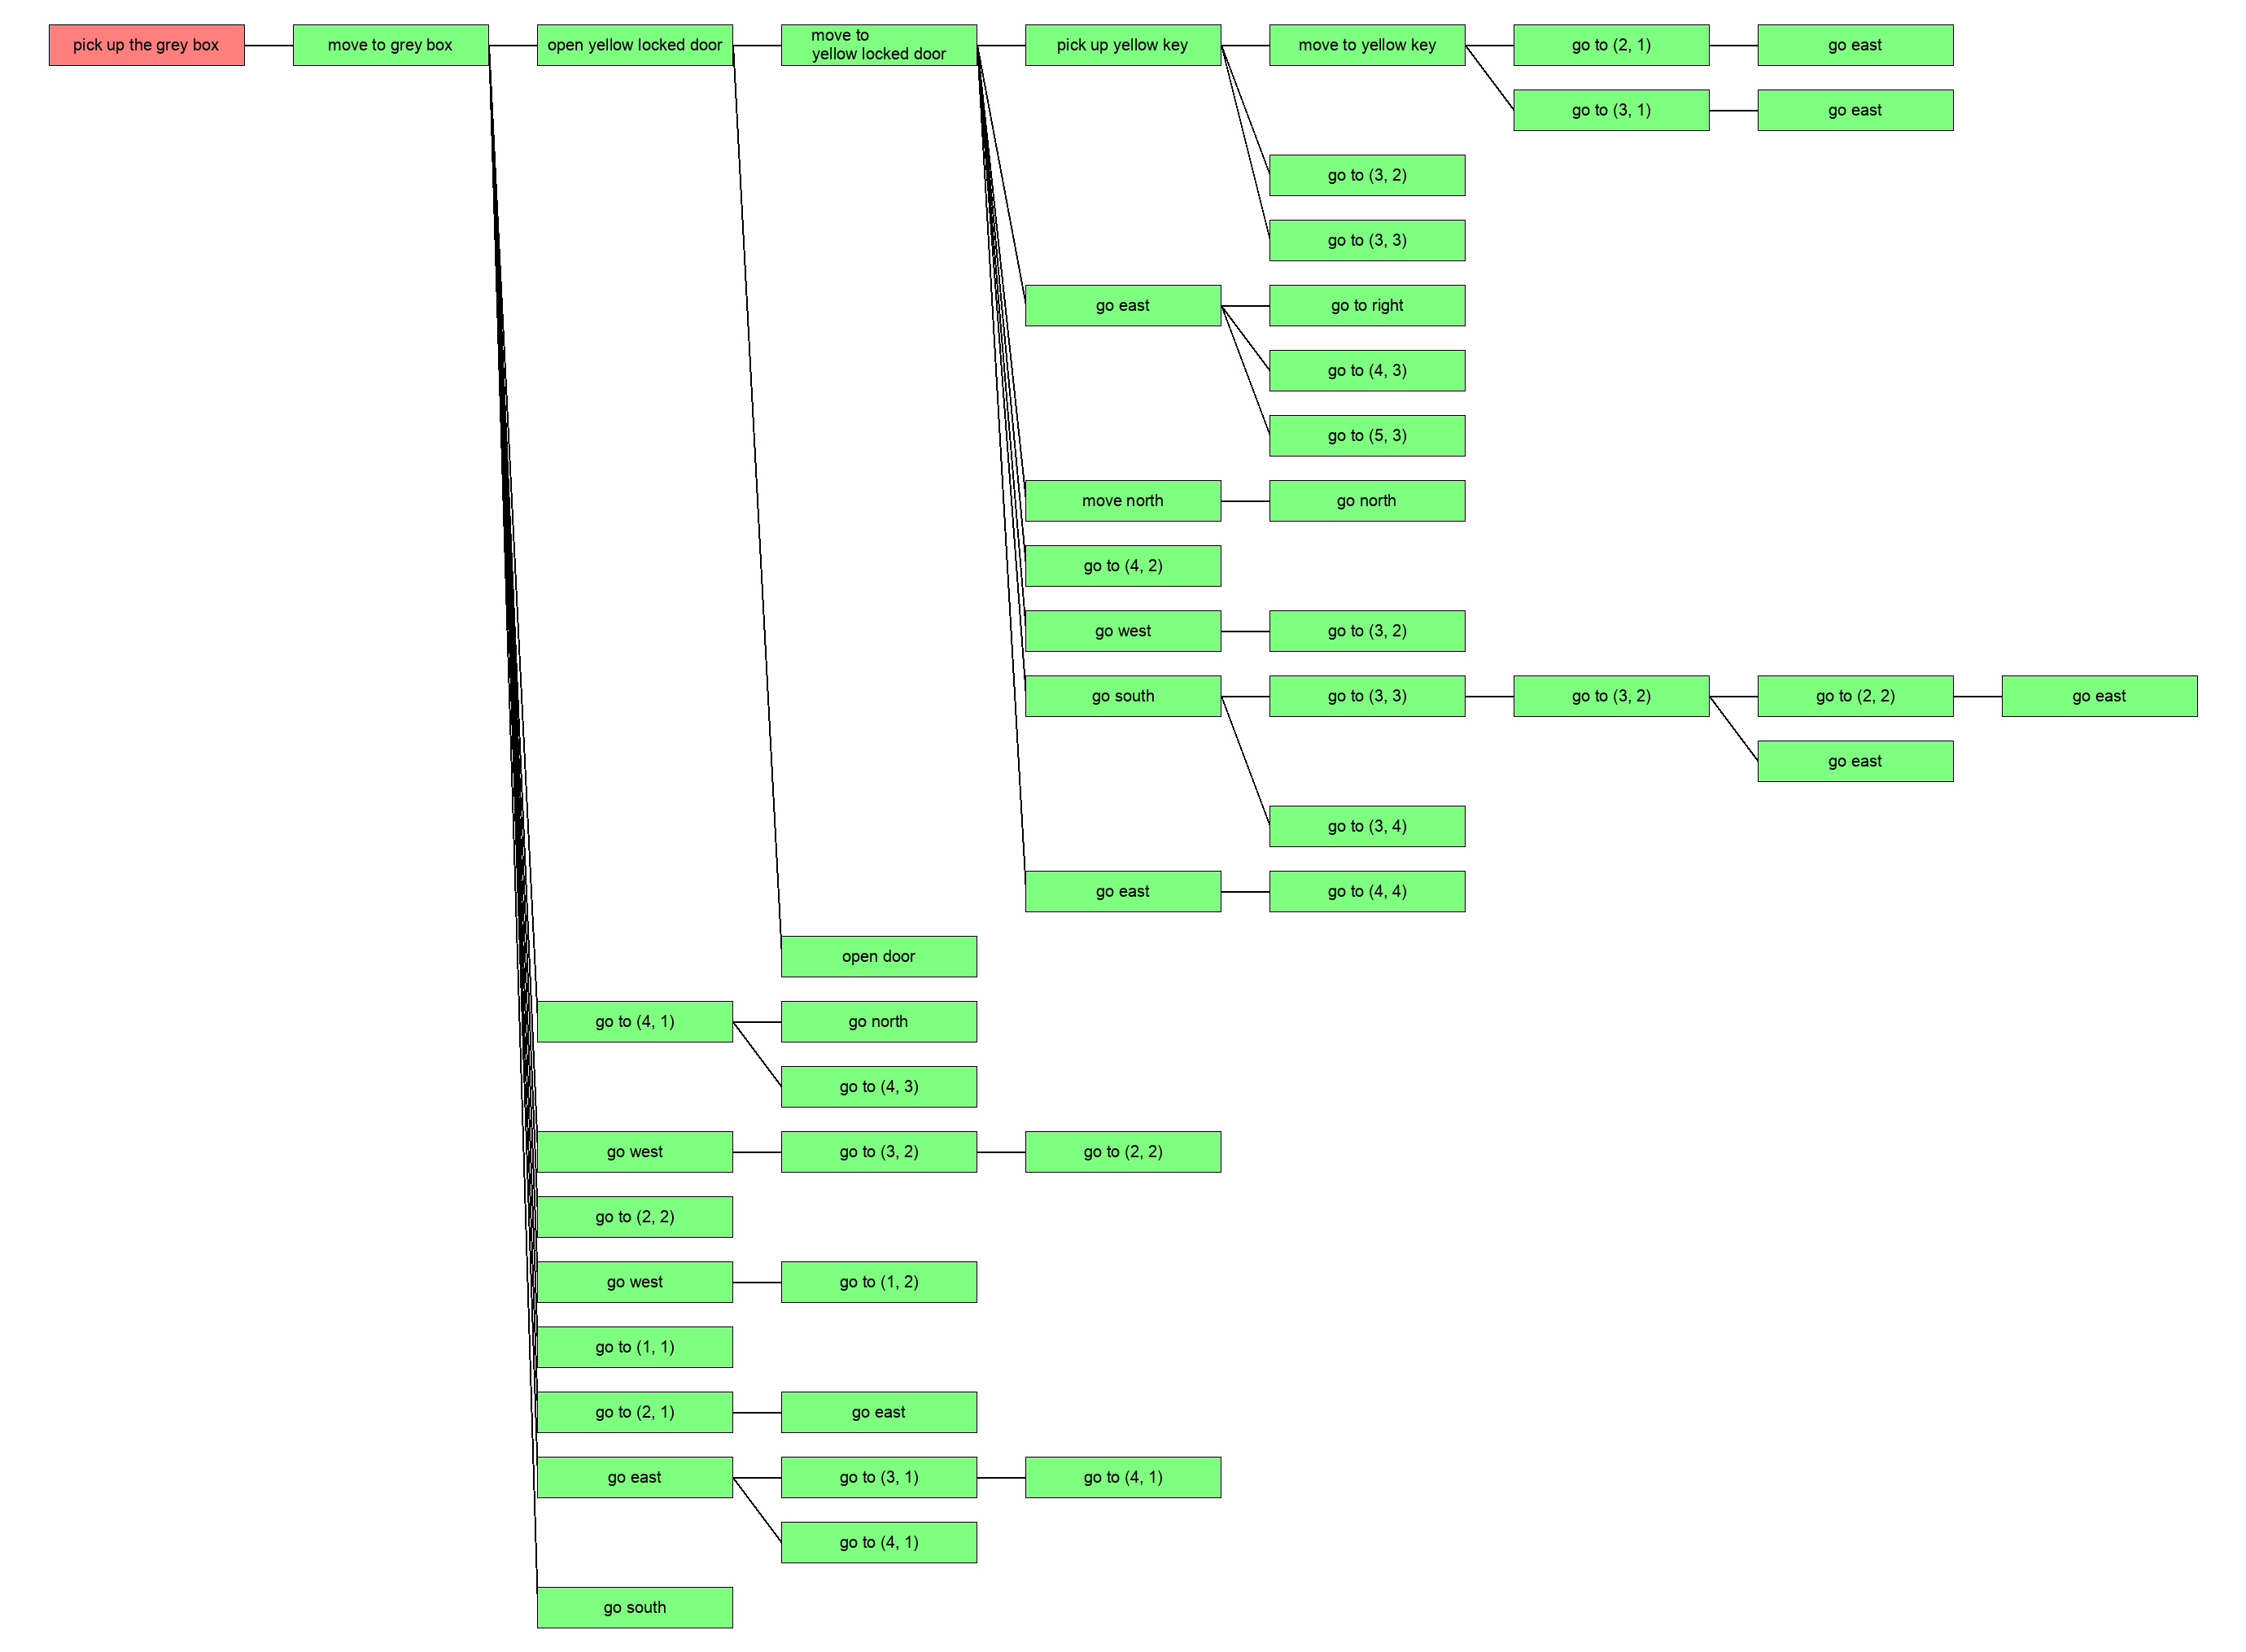 pick up the grey box
move to grey box
open yellow locked door
move to
yellow locked door
pick up yellow key
move to yellow key
go to (2, 1)
go east
go to (3, 1)
go east
go to (3, 2)
go to (3, 3)
go east
go to right
go to (4, 3)
go to (5, 3)
move north
go north
go to (4, 2)
go west
go to (3, 2)
go south
go to (3, 3)
go to (3, 2)
go to (2, 2)
go east
go east
go to (3, 4)
go east
go to (4, 4)
open door
go to (4, 1)
go north
go to (4, 3)
go west
go to (3, 2)
go to (2, 2)
go to (2, 2)
go west
go to (1, 2)
go to (1, 1)
go to (2, 1)
go east
go east
go to (3, 1)
go to (4, 1)
go to (4, 1)
go south